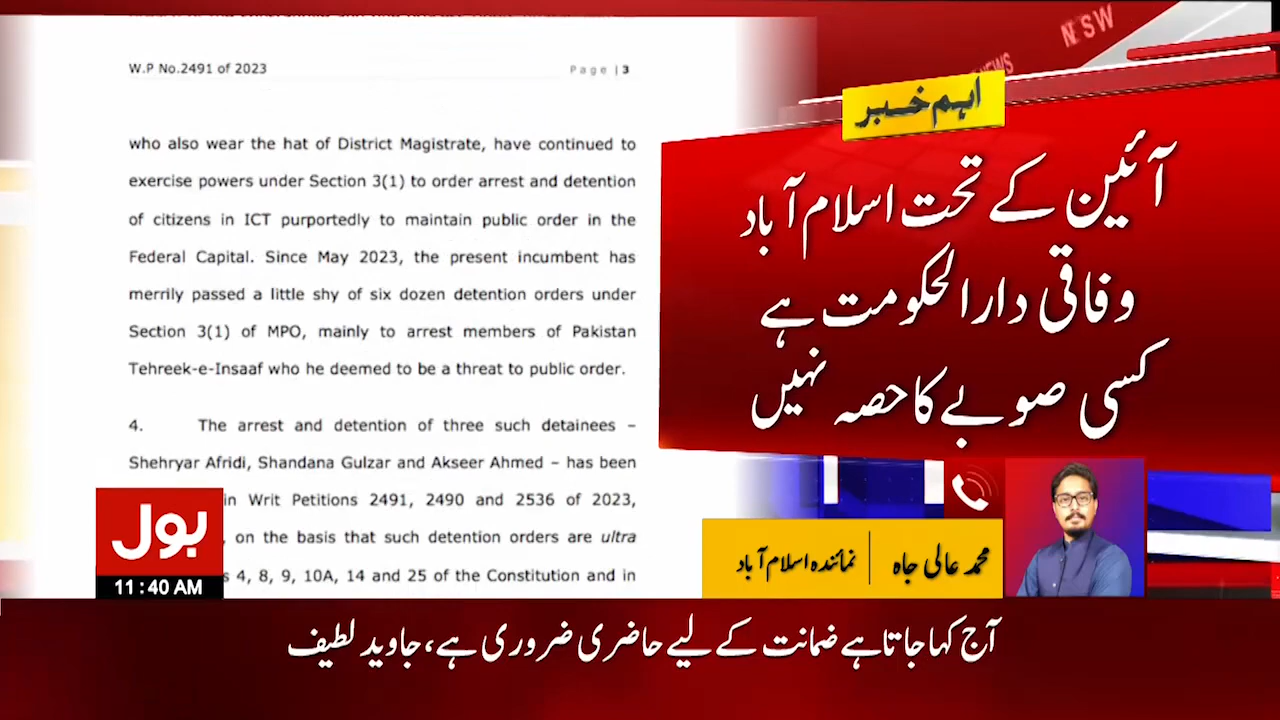 W.P No.2491 of 2023
Page | 3
who also wear the hat of District Magistrate, have continued to
exercise powers under Section 3(1) to order arrest and detention
of citizens in ICT purportedly to maintain public order in the
Federal Capital. Since May 2023, the present incumbent has
merrily passed a little shy of six dozen detention orders under
Section 3(1) of MPO, mainly to arrest members of Pakistan
Tehreek-e-Insaaf who he deemed to be a threat to public order.
4. The arrest and detention of three such detainees –
Shehryar Afridi, Shandana Gulzar and Akseer Ahmed – has been
in Writ Petitions 2491, 2490 and 2536 of 2023,
, on the basis that such detention orders are ultra
4, 8, 9, 10A, 14 and 25 of the Constitution and in
NEWS
NEWS
اہم خبر
آئین کے تحت اسلام آباد
وفاقی دارالحکومت ہے
کسی صوبے کا حصہ نہیں
محمد عالی جاہ
نمائندہ اسلام آباد
بول
11:40 AM
آج کہا جاتا ہے ضمانت کے لیے حاضری ضروری ہے، جاوید لطیف